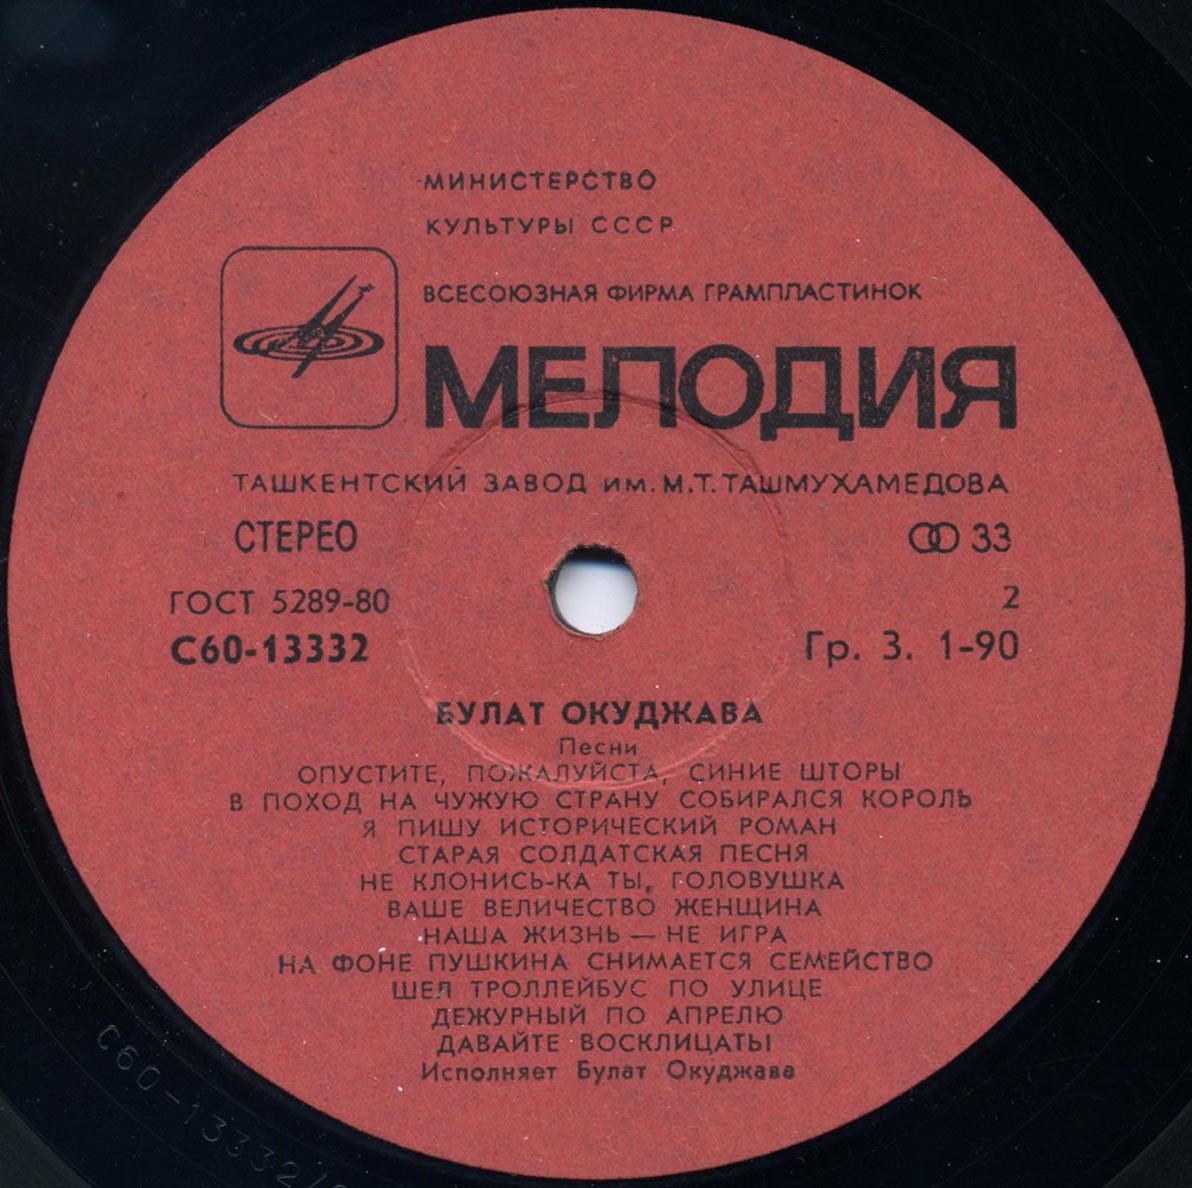 МИНИСТЕРСТВО
КУЛЬТУРЫ СССР
ВСЕСОЮЗНАЯ ФИРМА ГРАМПЛАСТИНОК
МЕЛОДИЯ
ТАШКЕНТСКИЙ ЗАВОД им. М.Т. ТАШМУХАМЕДОВА
СТЕРЕО
33
ГОСТ 5289-80
2
С60-13332
Гр. 3. 1-90
БУЛАТ ОКУДЖАВА
Песни
ОПУСТИТЕ, ПОЖАЛУЙСТА, СИНИЕ ШТОРЫ
В ПОХОД НА ЧУЖУЮ СТРАНУ СОБИРАЛСЯ КОРОЛЬ
Я ПИШУ ИСТОРИЧЕСКИЙ РОМАН
СТАРАЯ СОЛДАТСКАЯ ПЕСНЯ
НЕ КЛОНИСЬ-КА ТЫ, ГОЛОВУШКА
ВАШЕ ВЕЛИЧЕСТВО ЖЕНЩИНА
НАША ЖИЗНЬ — НЕ ИГРА
НА ФОНЕ ПУШКИНА СНИМАЕТСЯ СЕМЕЙСТВО
ШЕЛ ТРОЛЛЕЙБУС ПО УЛИЦЕ
ДЕЖУРНЫЙ ПО АПРЕЛЮ
ДАВАЙТЕ ВОСКЛИЦАТЫ
Исполняет Булат Окуджава
С60-13332/